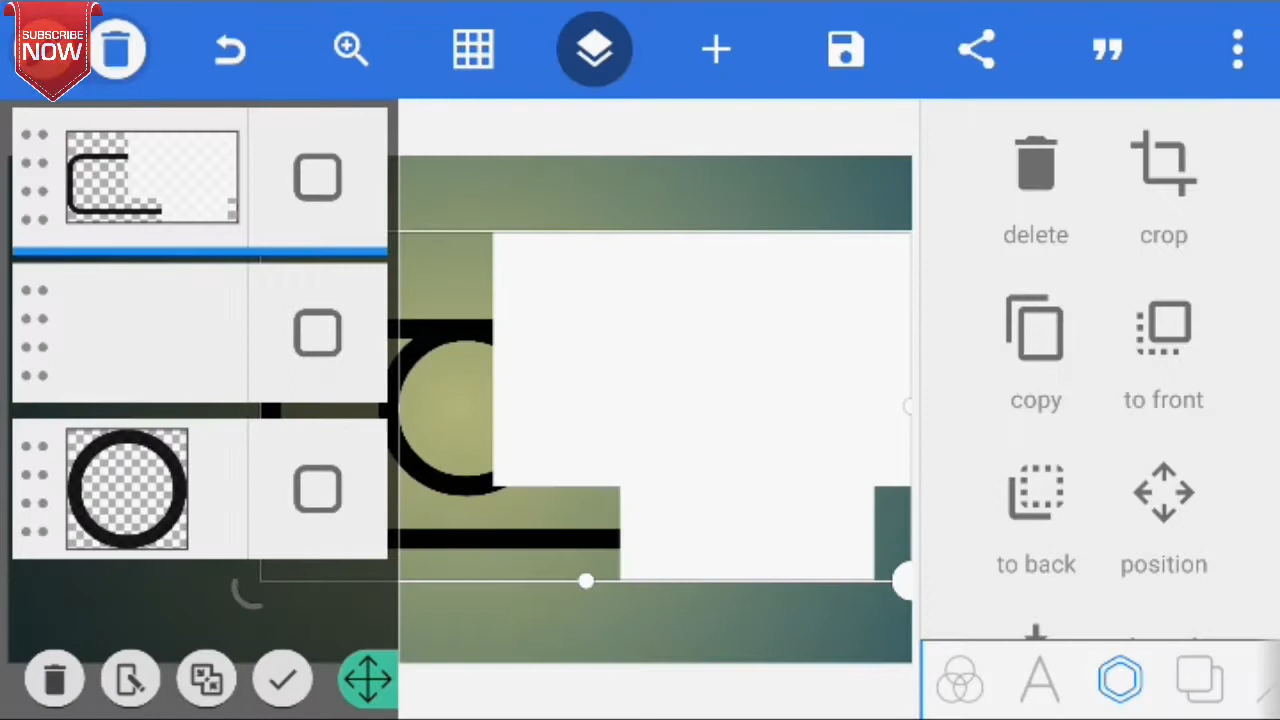 SUBSCRIBE
NOW
delete
crop
copy
to front
to back
position